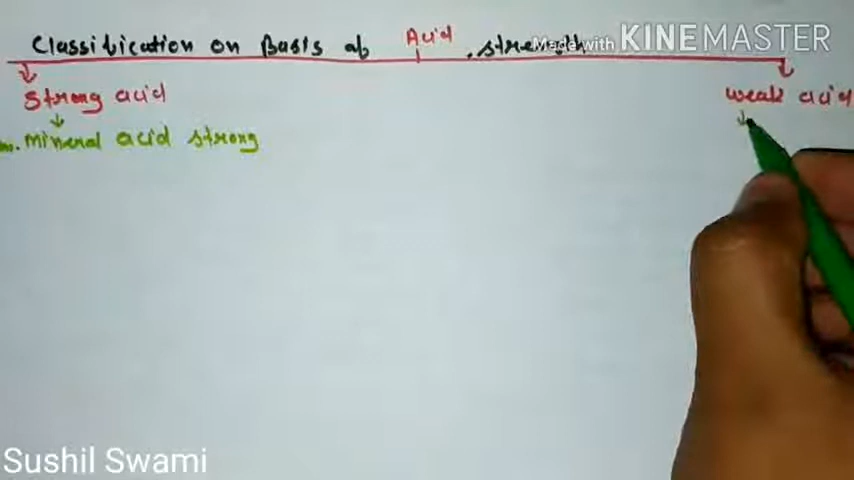 Classification on Basis of Acid strength
Made with KINEMASTER
Strong acid
weak acid
Mineral acid strong
Sushil Swami